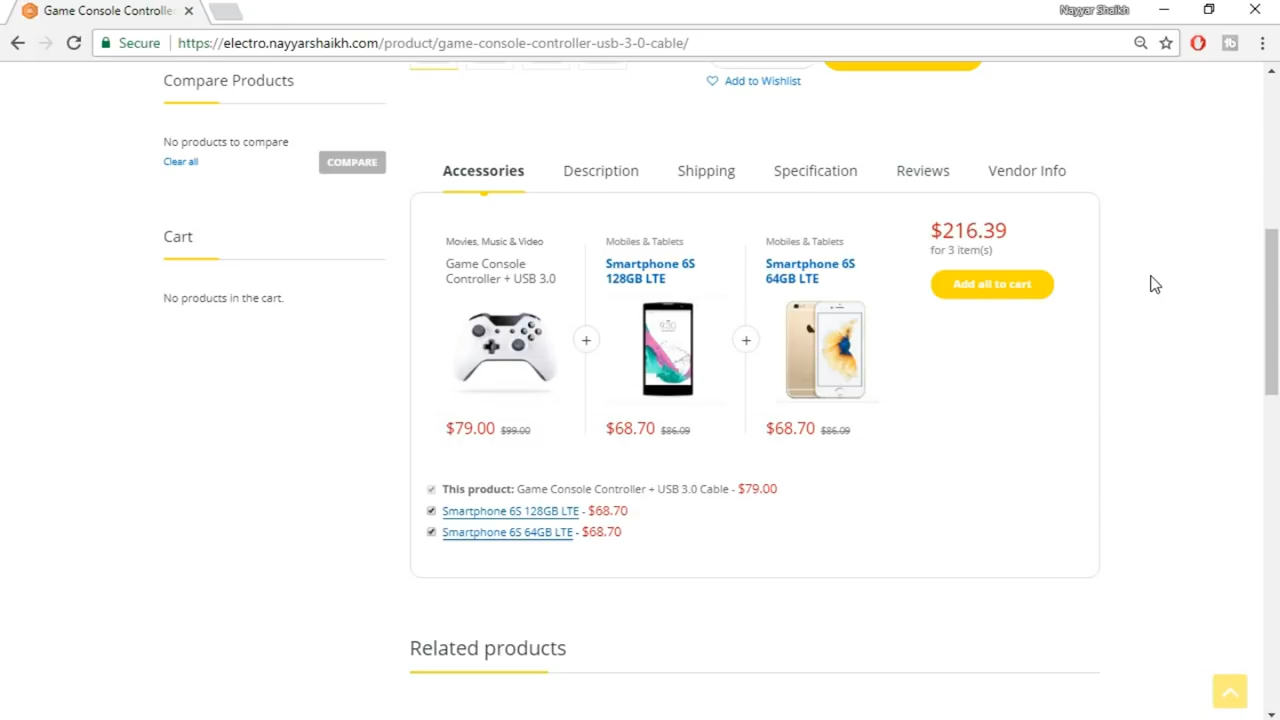 Game Console Controlle
Nayyar Shaikh
Secure
https://electro.nayyarshaikh.com/product/game-console-controller-usb-3-0-cable/
Compare Products
Add to Wishlist
No products to compare
Clear all
COMPARE
Accessories Description Shipping Specification Reviews Vendor Info
Cart
No products in the cart.
Movies, Music & Video
Game Console
Controller + USB 3.0
$79.00 $99.00
Mobiles & Tablets
Smartphone 6S
128GB LTE
$68.70 $86.09
Mobiles & Tablets
Smartphone 6S
64GB LTE
$68.70 $86.09
$216.39
for 3 item(s)
Add all to cart
This product: Game Console Controller + USB 3.0 Cable - $79.00
Smartphone 6S 128GB LTE - $68.70
Smartphone 6S 64GB LTE - $68.70
Related products